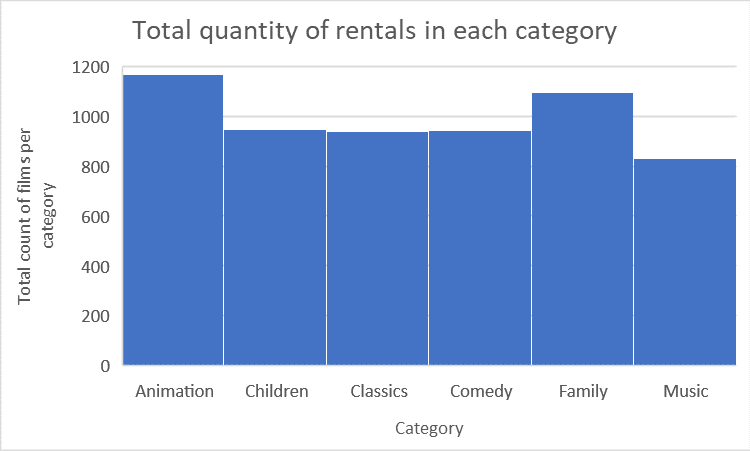 Total quantity of rentals in each category
Total count of films per
category
1200
1000
800
600
400
200
0
Animation Children Classics Comedy Family Music
Category